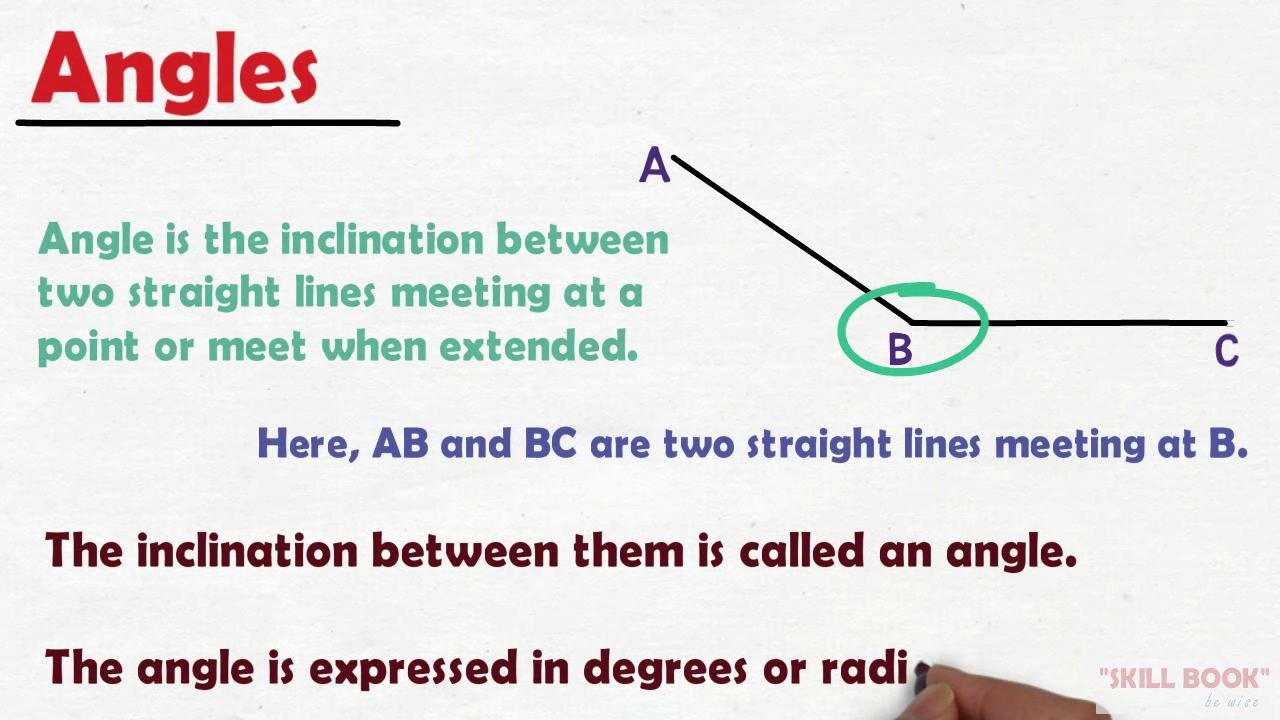 Angles
A
Angle is the inclination between
two straight lines meeting at a
point or meet when extended.
B
C
Here, AB and BC are two straight lines meeting at B.
The inclination between them is called an angle.
The angle is expressed in degrees or radi
"SKILL BOOK"
be wise